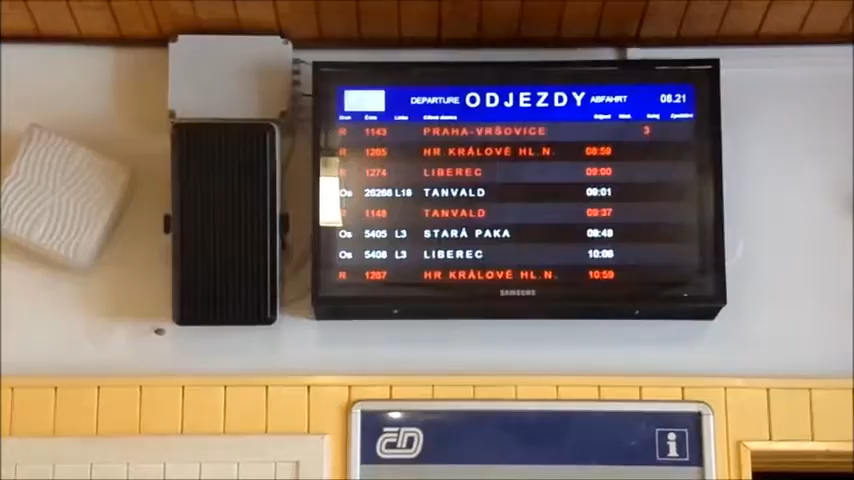 DEPARTURE ODJEZDY ABFAHRT 08.21
R 1143 PRAHA-VRŠOVICE 3
R 1265 HR.KRÁLOVÉ HL.N. 08:59
R 1274 LIBEREC 09:00
Os 26288 L18 TANVALD 09:01
R 1148 TANVALD 09:37
Os 5405 L3 STARÁ PAKA 09:49
Os 5408 L3 LIBEREC 10:08
R 1267 HR.KRÁLOVÉ HL.N. 10:59
SAMSUNG
ČD i